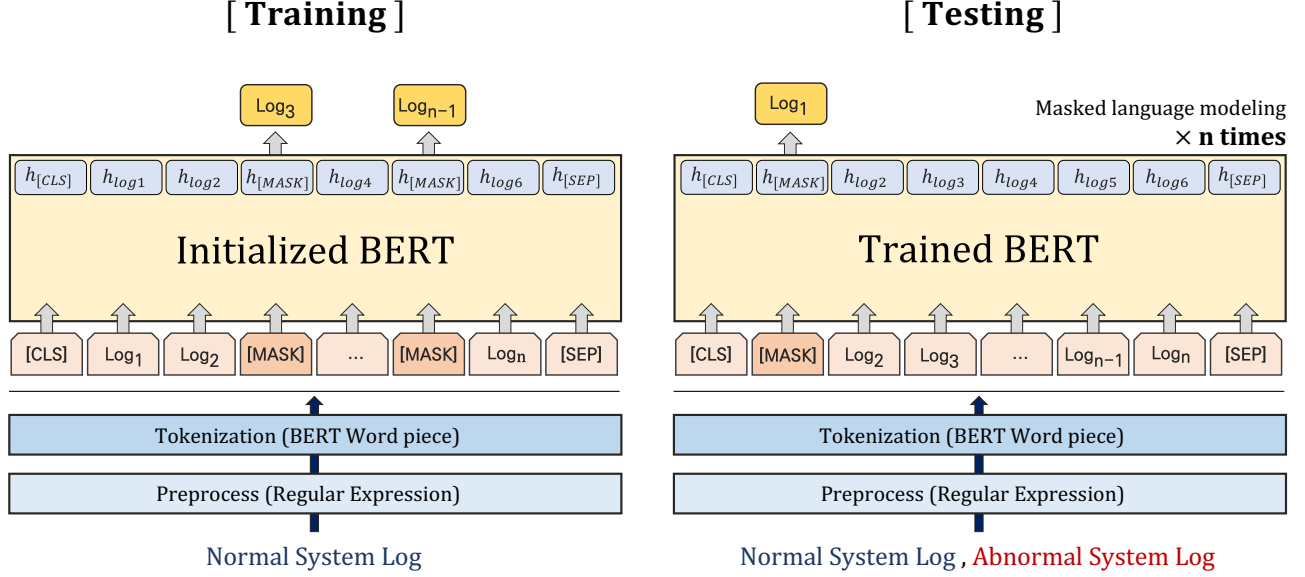 [ Training ]
Log3 Logn−1
h[CLS] hlog1 hlog2 h[MASK] hlog4 h[MASK] hlog6 h[SEP]
Initialized BERT
[CLS] Log1 Log2 [MASK] ... [MASK] Logn [SEP]
Tokenization (BERT Word piece)
Preprocess (Regular Expression)
Normal System Log
[ Testing ]
Log1
Masked language modeling
× n times
h[CLS] h[MASK] hlog2 hlog3 hlog4 hlog5 hlog6 h[SEP]
Trained BERT
[CLS] [MASK] Log2 Log3 ... Logn−1 Logn [SEP]
Tokenization (BERT Word piece)
Preprocess (Regular Expression)
Normal System Log , Abnormal System Log